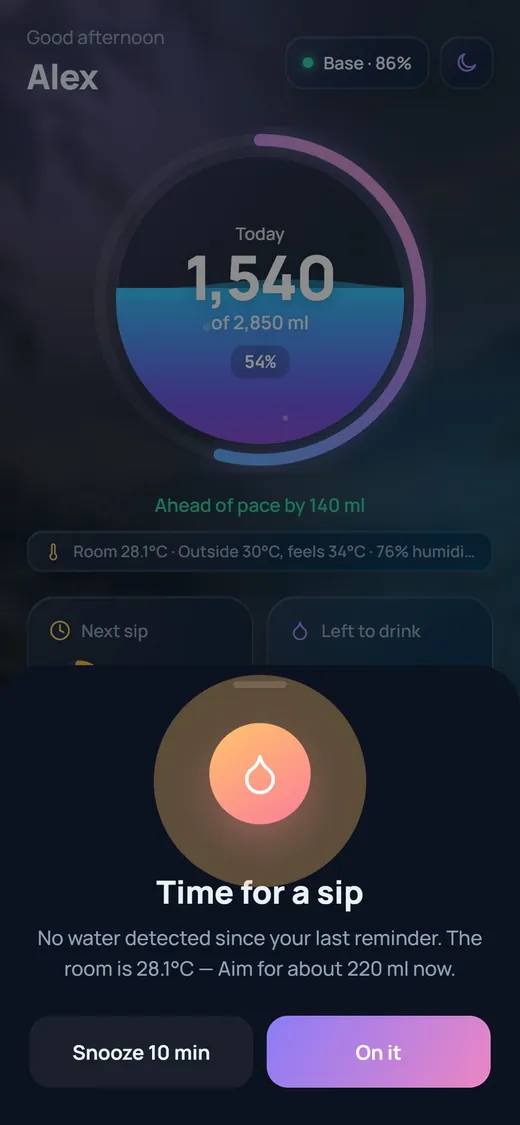 Good afternoon
Alex
Base · 86%
Today
1,540
of 2,850 ml
54%
Ahead of pace by 140 ml
Room 28.1°C · Outside 30°C, feels 34°C · 76% humidi...
Next sip
Left to drink
Time for a sip
No water detected since your last reminder. The
room is 28.1°C — Aim for about 220 ml now.
Snooze 10 min
On it